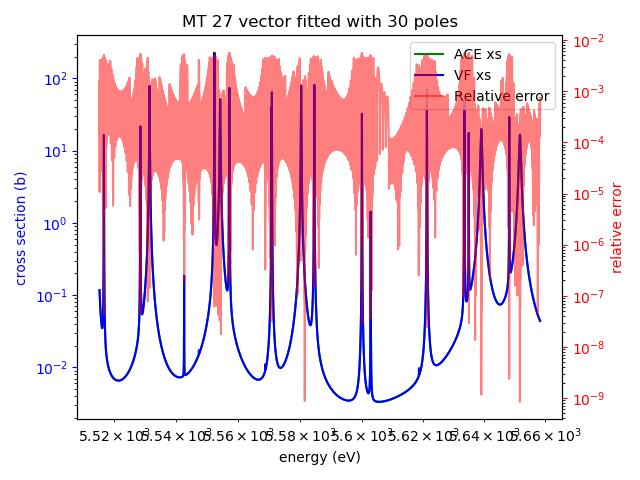 MT 27 vector fitted with 30 poles
ACE xs
VF xs
Relative error
10²
10¹
10⁰
10⁻¹
10⁻²
cross section (b)
10⁻²
10⁻³
10⁻⁴
10⁻⁵
10⁻⁶
10⁻⁷
10⁻⁸
10⁻⁹
relative error
5.52 × 10³ 5.54 × 10³ 5.56 × 10³ 5.58 × 10³ 5.6 × 10³ 5.62 × 10³ 5.64 × 10³ 5.66 × 10³
energy (eV)